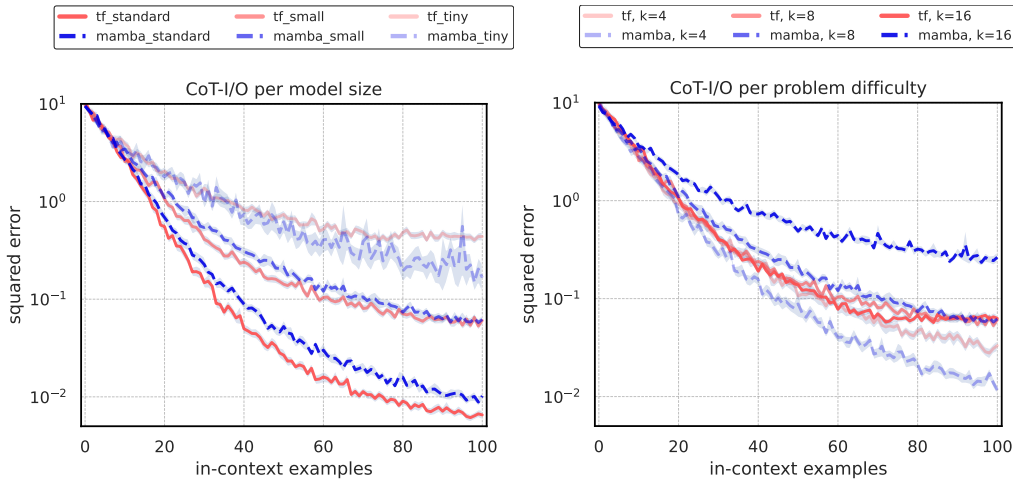 tf_standard tf_small tf_tiny
mamba_standard mamba_small mamba_tiny
CoT-I/O per model size
10^1
10^0
10^-1
10^-2
squared error
0 20 40 60 80 100
in-context examples
tf, k=4 tf, k=8 tf, k=16
mamba, k=4 mamba, k=8 mamba, k=16
CoT-I/O per problem difficulty
10^1
10^0
10^-1
10^-2
squared error
0 20 40 60 80 100
in-context examples